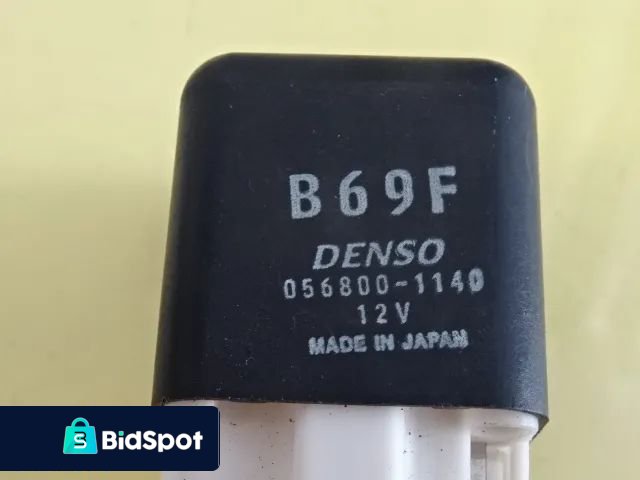 B69F
DENSO
056800-1140
12V
MADE IN JAPAN
BidSpot